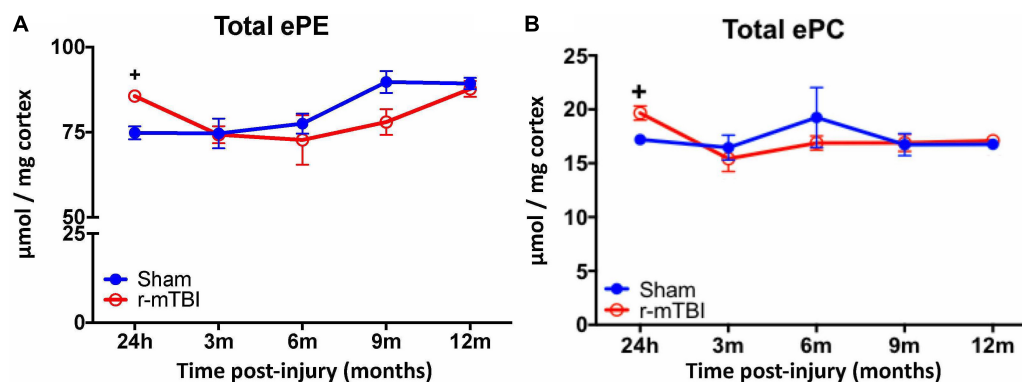 A
Total ePE
100
75
50
25
0
µmol / mg cortex
+
Sham
r-mTBI
24h 3m 6m 9m 12m
Time post-injury (months)
B
Total ePC
25
20
15
10
5
0
µmol / mg cortex
+
Sham
r-mTBI
24h 3m 6m 9m 12m
Time post-injury (months)